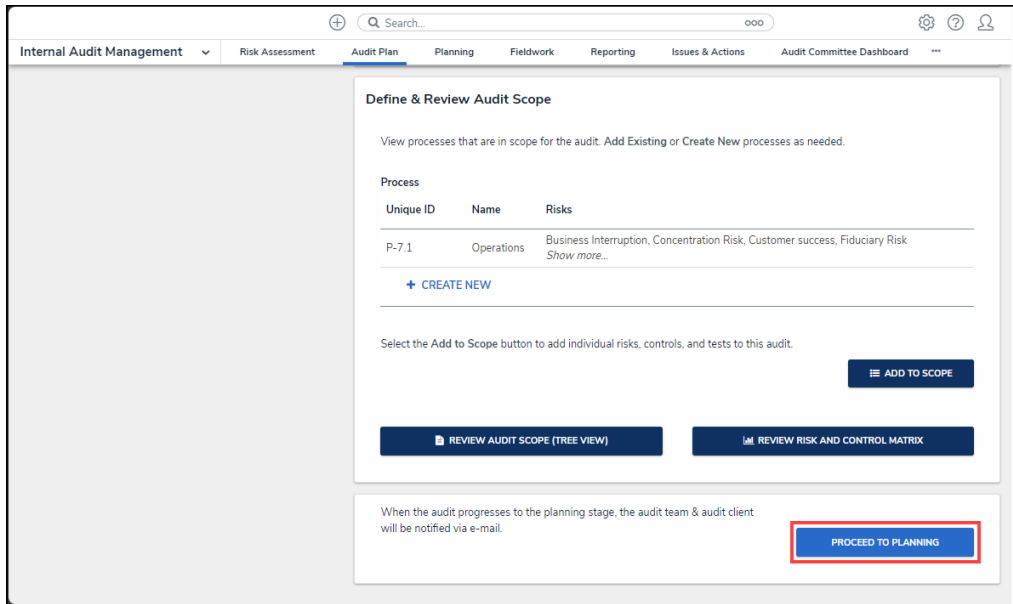 Search...
Internal Audit Management
Risk Assessment Audit Plan Planning Fieldwork Reporting Issues & Actions Audit Committee Dashboard
Define & Review Audit Scope
View processes that are in scope for the audit. Add Existing or Create New processes as needed.
Process
Unique ID Name Risks
P-7.1 Operations Business Interruption, Concentration Risk, Customer success, Fiduciary Risk
Show more...
+ CREATE NEW
Select the Add to Scope button to add individual risks, controls, and tests to this audit.
ADD TO SCOPE
REVIEW AUDIT SCOPE (TREE VIEW) REVIEW RISK AND CONTROL MATRIX
When the audit progresses to the planning stage, the audit team & audit client
will be notified via e-mail.
PROCEED TO PLANNING